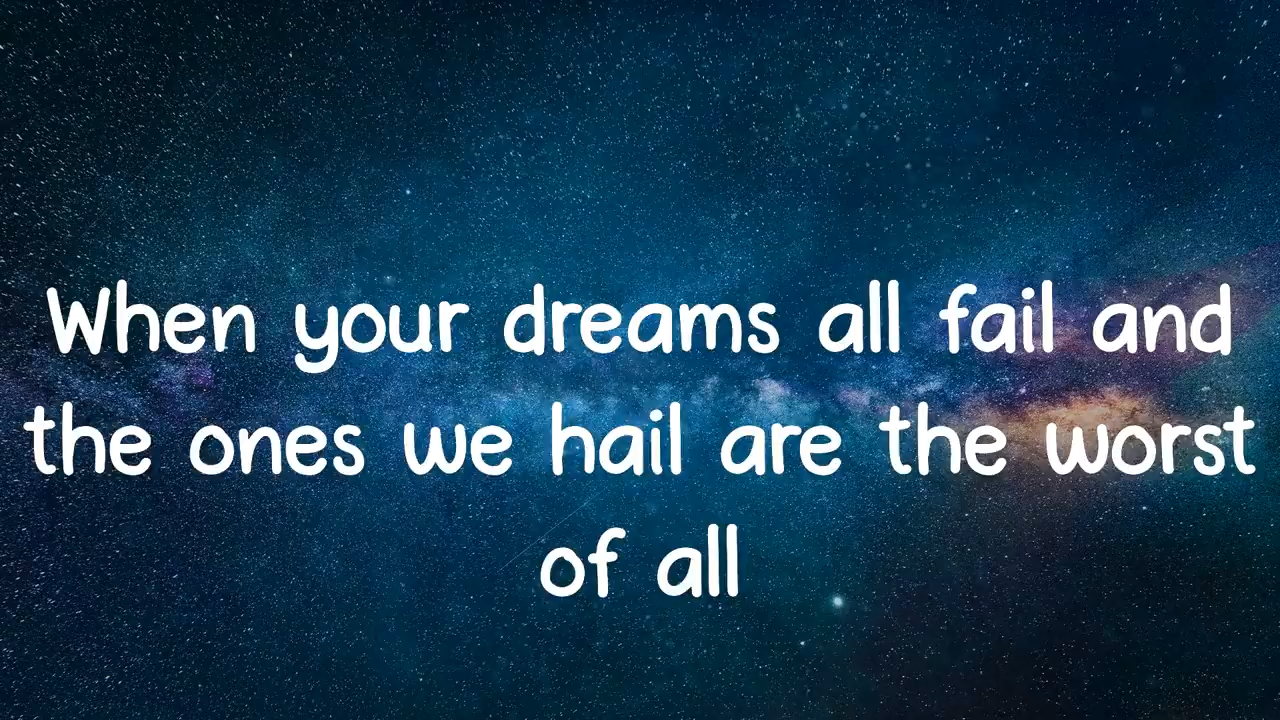 When your dreams all fail and
the ones we hail are the worst
of all